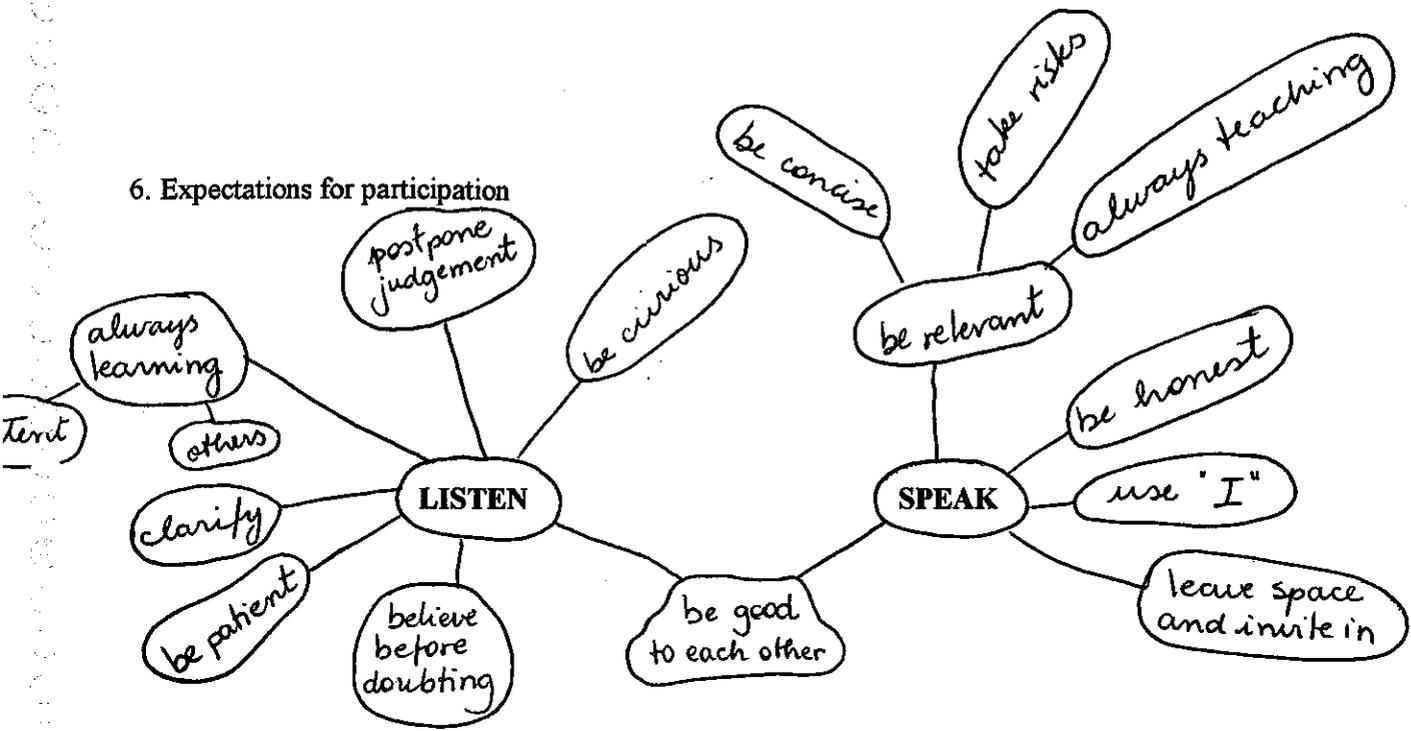 6. Expectations for participation
postpone
judgement
be curious
always
learning
others
clarify
be patient
believe
before
doubting
LISTEN
be good
to each other
SPEAK
be relevant
be concise
take risks
always teaching
be honest
use "I"
leave space
and invite in